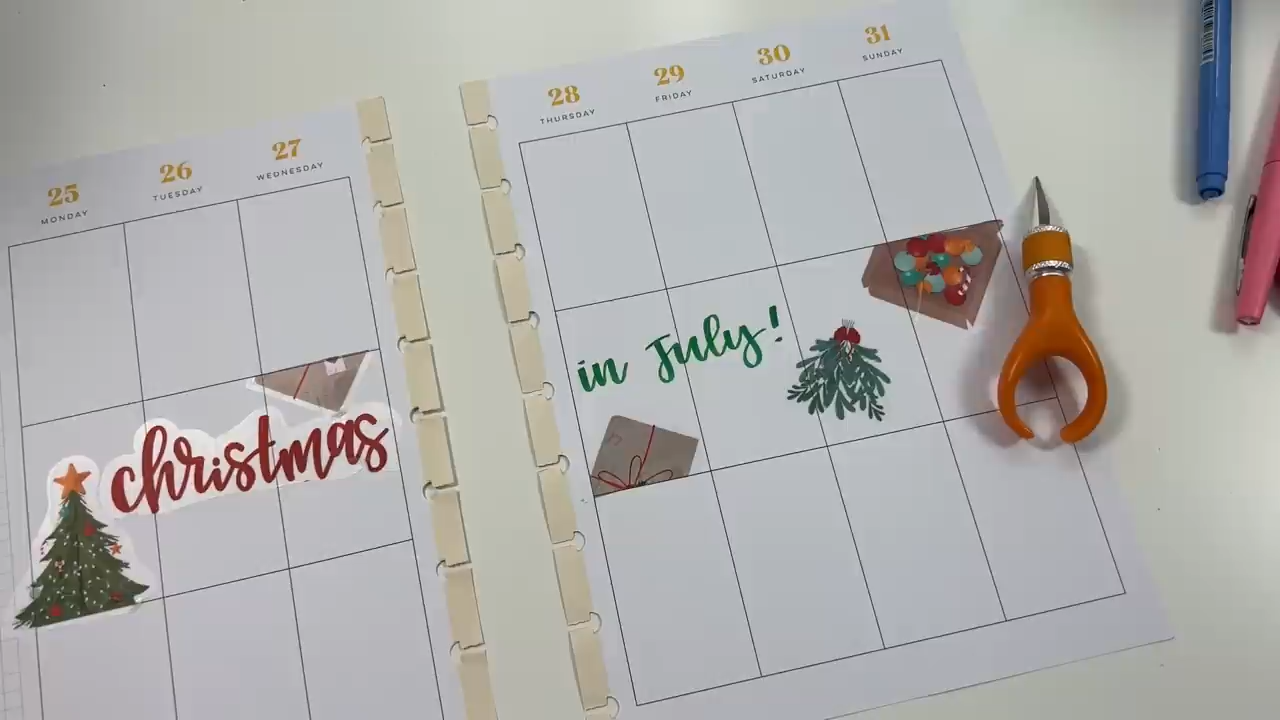 25 26 27
MONDAY TUESDAY WEDNESDAY
28 29 30 31
THURSDAY FRIDAY SATURDAY SUNDAY
christmas
in July!